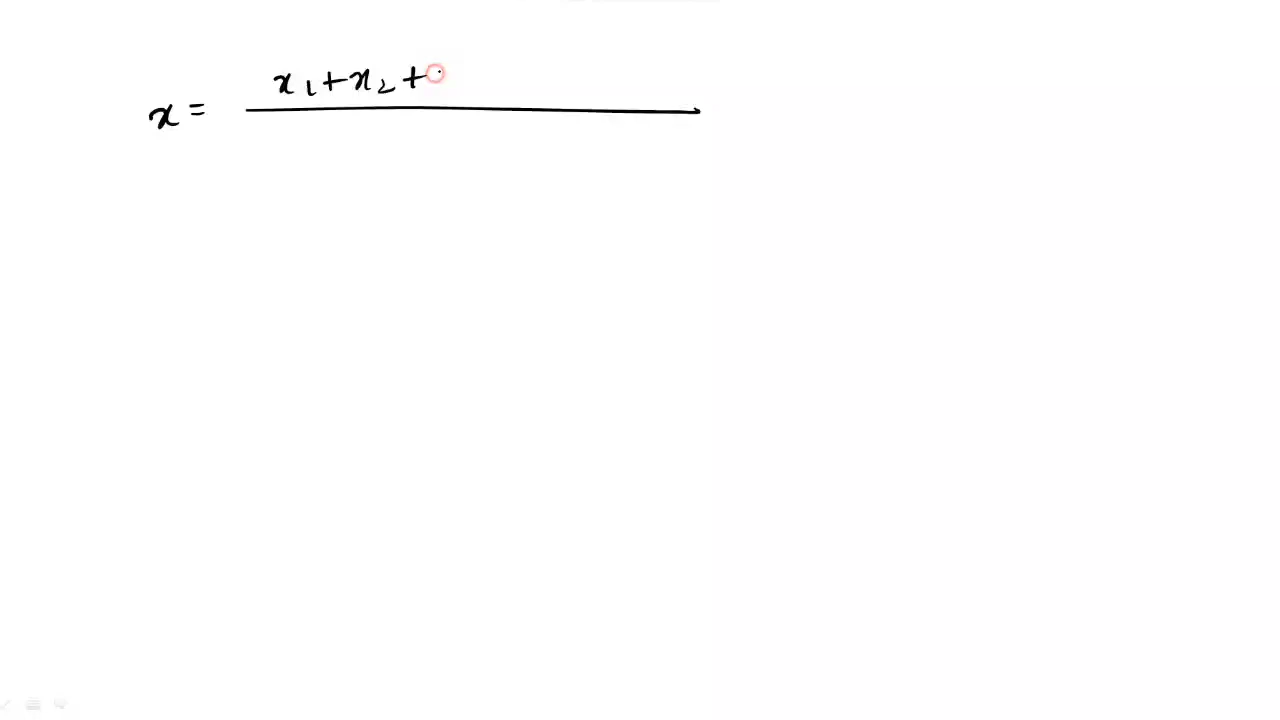 x = x₁ + x₂ +